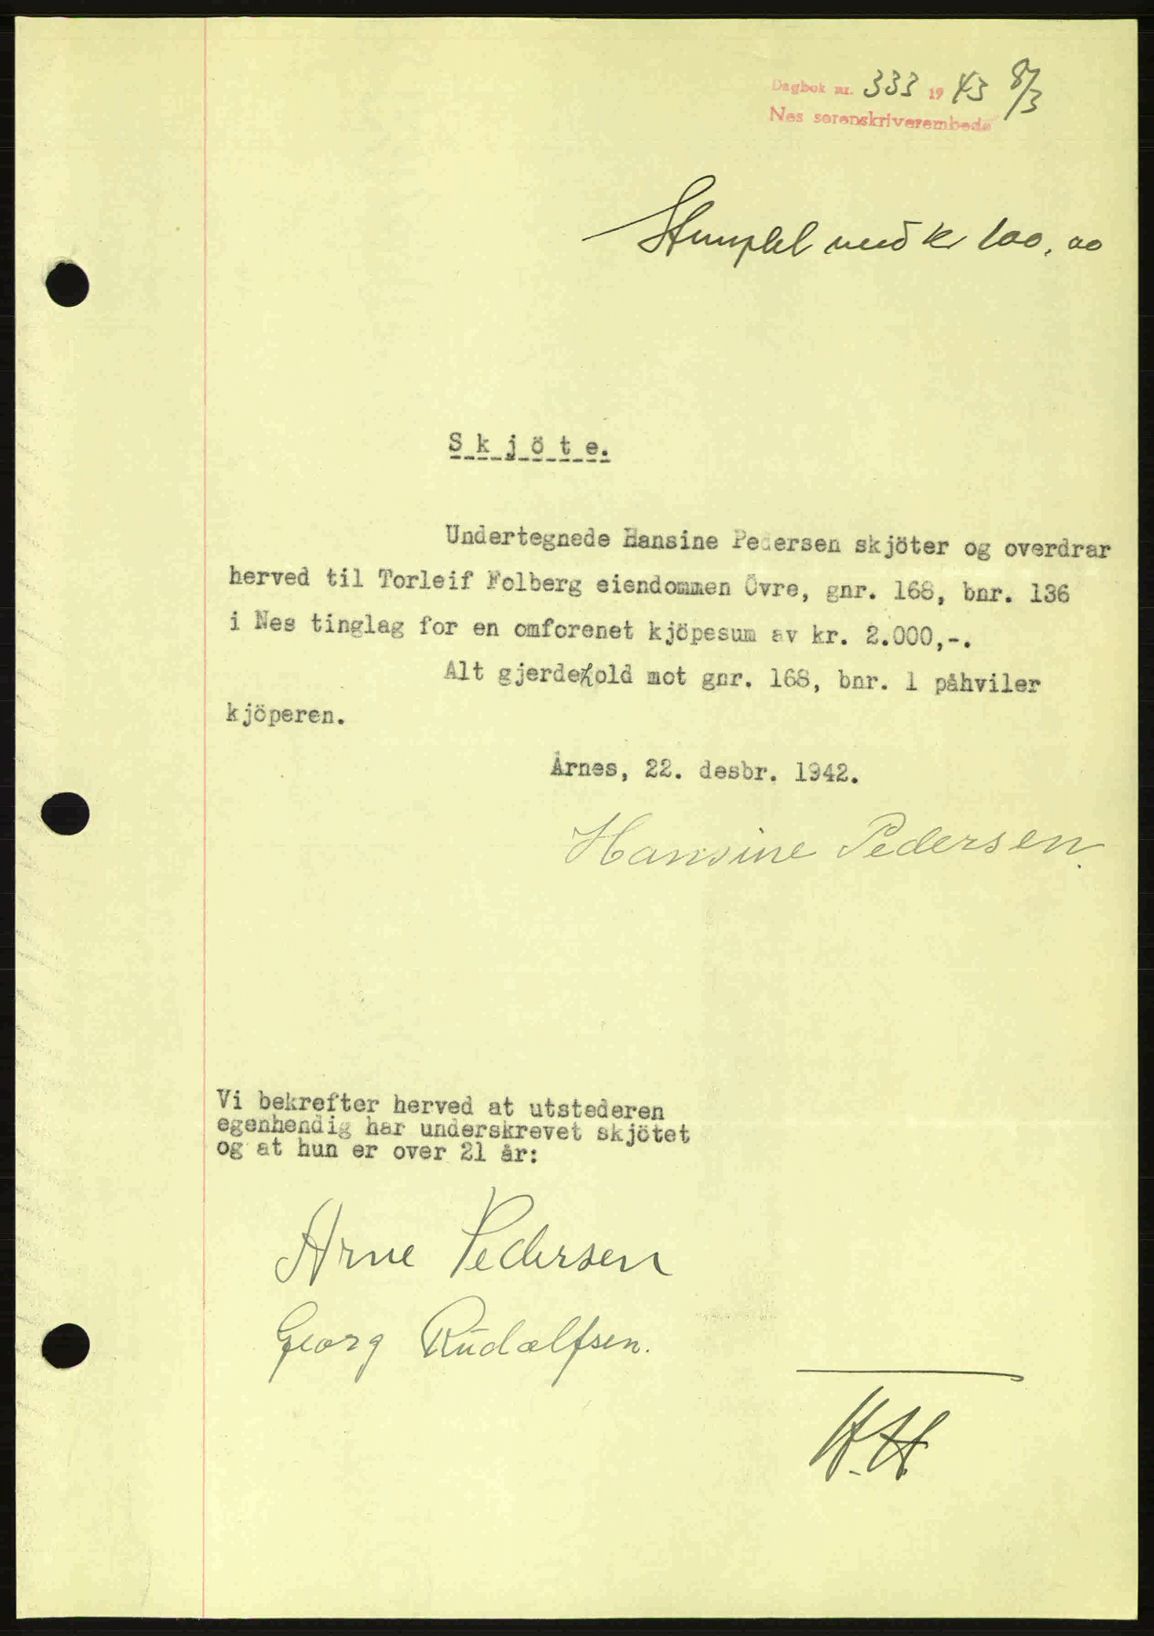 Dagbok nr. 333 1943 8/3
Nes sorenskriverembede
Stemplet med kr 100,00
Skjöte.
Undertegnede Hansine Pedersen skjöter og overdrar
herved til Torleif Folberg eiendommen Övre, gnr. 168, bnr. 136
i Nes tinglag for en omforenet kjöpesum av kr. 2.000,-.
Alt gjerdehold mot gnr. 168, bnr. 1 påhviler
kjöperen.
Årnes, 22. desbr. 1942.
Hansine Pedersen.
Vi bekrefter herved at utstederen
egenhendig har underskrevet skjötet
og at hun er over 21 år:
Arne Pedersen
Georg Rudolfsen.
H.H.